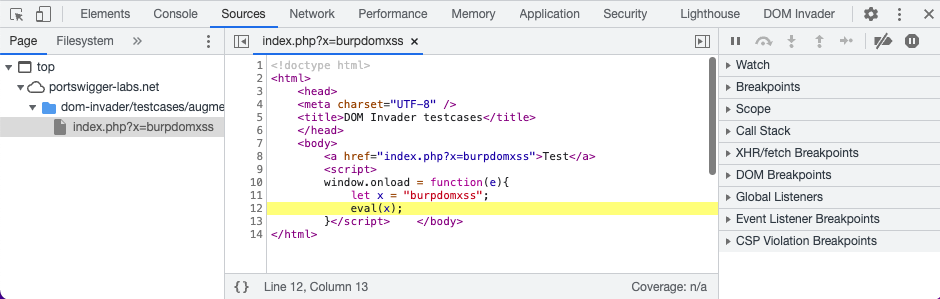 Elements Console Sources Network Performance Memory Application Security Lighthouse DOM Invader
Page Filesystem »
index.php?x=burpdomxss ×
top
portswigger-labs.net
dom-invader/testcases/augme
index.php?x=burpdomxss
1 <!doctype html>
2 <html>
3 <head>
4 <meta charset="UTF-8" />
5 <title>DOM Invader testcases</title>
6 </head>
7 <body>
8 <a href="index.php?x=burpdomxss">Test</a>
9 <script>
10 window.onload = function(e){
11 let x = "burpdomxss";
12 eval(x);
13 }</script> </body>
14 </html>
{} Line 12, Column 13 Coverage: n/a
Watch
Breakpoints
Scope
Call Stack
XHR/fetch Breakpoints
DOM Breakpoints
Global Listeners
Event Listener Breakpoints
CSP Violation Breakpoints